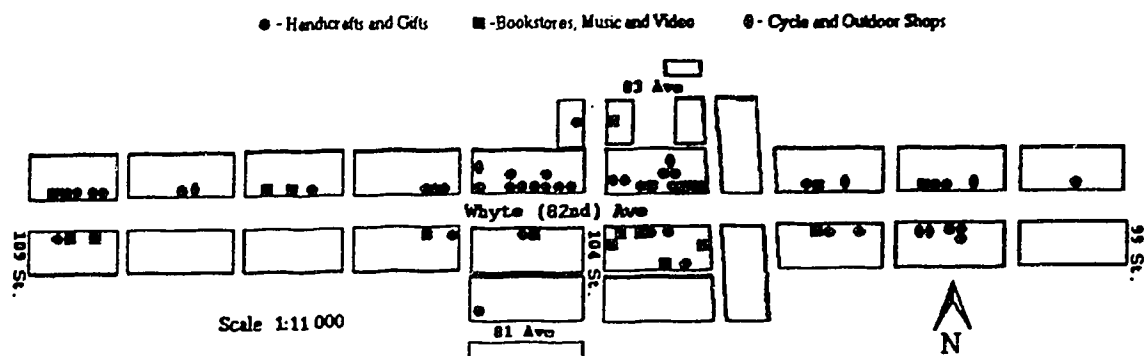 - Handcrafts and Gifts
- Bookstores, Music and Video
- Cycle and Outdoor Shops
83 Ave
Whyte (82nd) Ave
109 St.
104 St.
99 St.
Scale 1:11 000
81 Ave
N